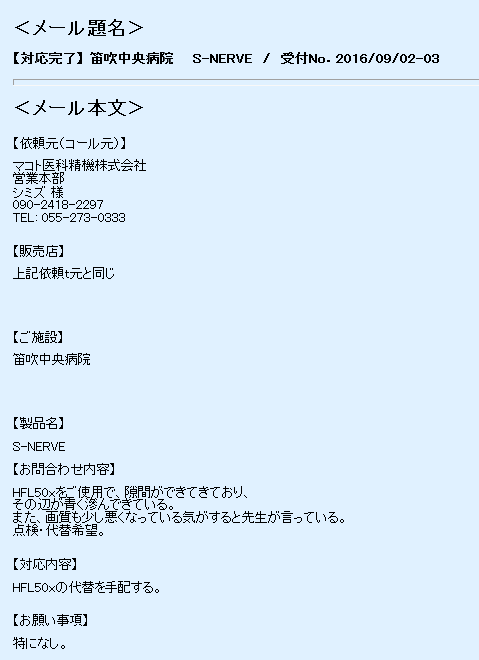 ＜メール題名＞
【対応完了】 笛吹中央病院　S-NERVE　/　受付No. 2016/09/02-03
＜メール本文＞
【依頼元(コール元)】
マコト医科精機株式会社
営業本部
シミズ 様
090-2418-2297
TEL: 055-273-0333
【販売店】
上記依頼t元と同じ
【ご施設】
笛吹中央病院
【製品名】
S-NERVE
【お問合わせ内容】
HFL50xをご使用で、隙間ができてきており、
その辺が青く滲んできている。
また、画質も少し悪くなっている気がすると先生が言っている。
点検・代替希望。
【対応内容】
HFL50xの代替を手配する。
【お願い事項】
特になし。